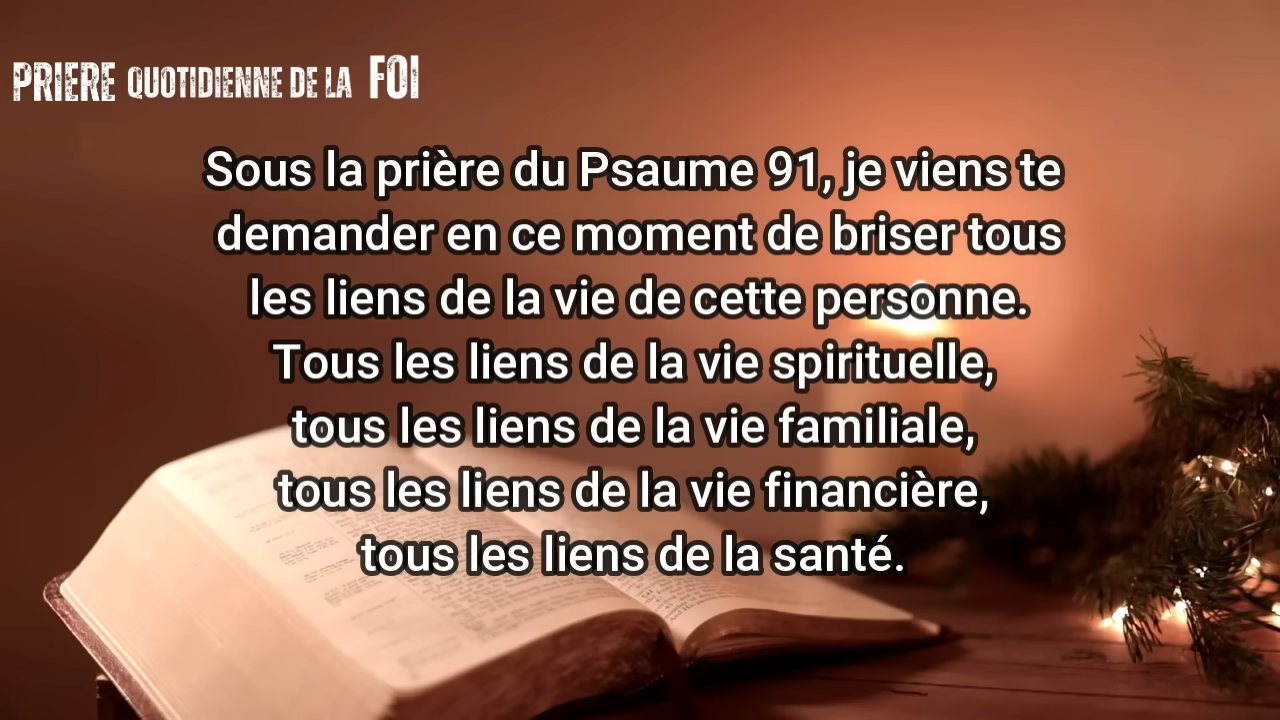 PRIERE QUOTIDIENNE DE LA FOI
Sous la prière du Psaume 91, je viens te
demander en ce moment de briser tous
les liens de la vie de cette personne.
Tous les liens de la vie spirituelle,
tous les liens de la vie familiale,
tous les liens de la vie financière,
tous les liens de la santé.